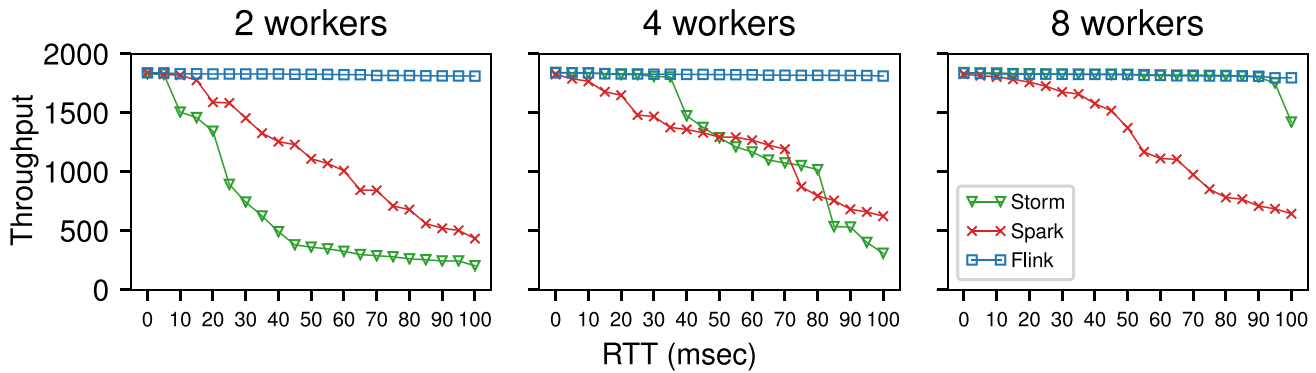 2 workers
4 workers
8 workers
Throughput
2000
1500
1000
500
0
0 10 20 30 40 50 60 70 80 90 100
0 10 20 30 40 50 60 70 80 90 100
0 10 20 30 40 50 60 70 80 90 100
Storm
Spark
Flink
RTT (msec)